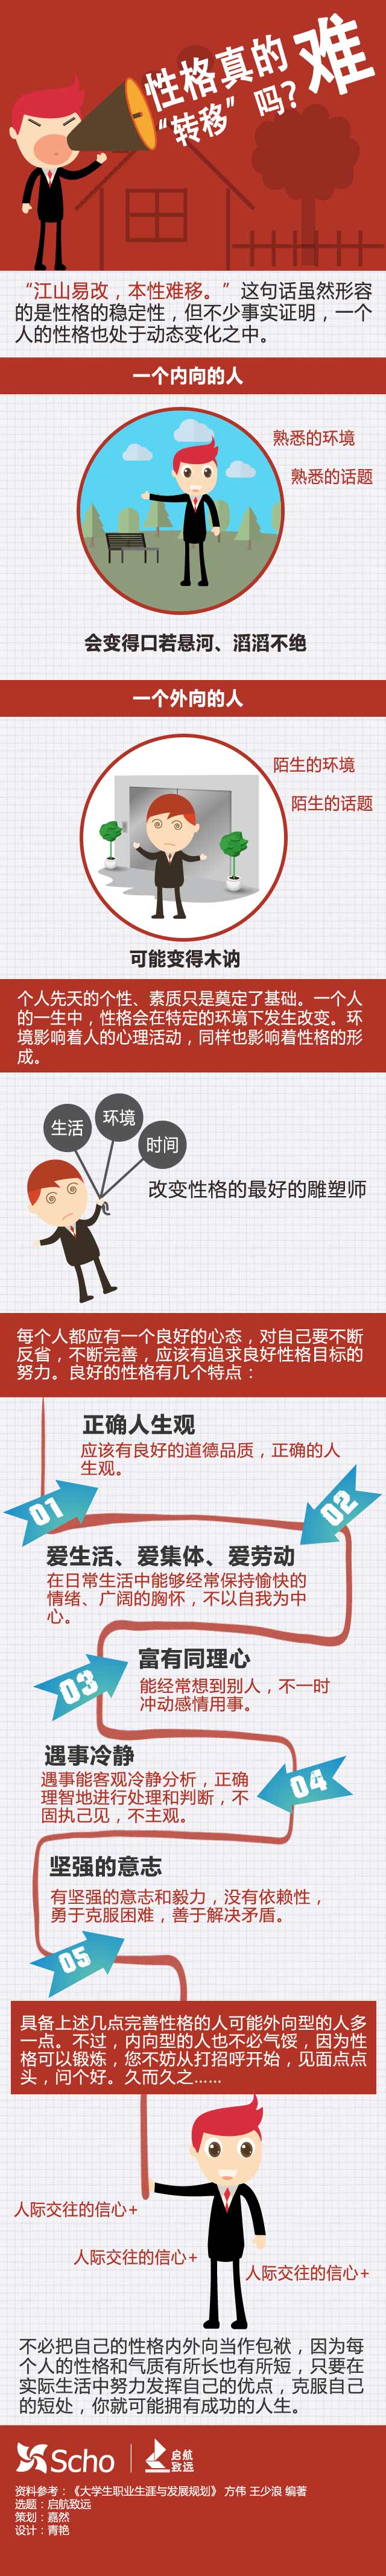 性格真的难
“转移”吗?
“江山易改，本性难移。”这句话虽然形容
的是性格的稳定性，但不少事实证明，一个
人的性格也处于动态变化之中。
一个内向的人
熟悉的环境
熟悉的话题
会变得口若悬河、滔滔不绝
一个外向的人
陌生的环境
陌生的话题
可能变得木讷
个人先天的个性、素质只是奠定了基础。一个人
的一生中，性格会在特定的环境下发生改变。环
境影响着人的心理活动，同样也影响着性格的形
成。
生活
环境
时间
改变性格的最好的雕塑师
每个人都应有一个良好的心态，对自己要不断
反省，不断完善，应该有追求良好性格目标的
努力。良好的性格有几个特点：
正确人生观
应该有良好的道德品质，正确的人
生观。
01
02
爱生活、爱集体、爱劳动
在日常生活中能够经常保持愉快的
情绪、广阔的胸怀，不以自我为中
心。
03
富有同理心
能经常想到别人，不一时
冲动感情用事。
遇事冷静
遇事能客观冷静分析，正确
理智地进行处理和判断，不
固执己见，不主观。
04
坚强的意志
有坚强的意志和毅力，没有依赖性，
勇于克服困难，善于解决矛盾。
05
具备上述几点完善性格的人可能外向型的人多
一点。不过，内向型的人也不必气馁，因为性
格可以锻炼，您不妨从打招呼开始，见面点点
头，问个好。久而久之……
人际交往的信心+
人际交往的信心+
人际交往的信心+
不必把自己的性格内外向当作包袱，因为每
个人的性格和气质有所长也有所短，只要在
实际生活中努力发挥自己的优点，克服自己
的短处，你就可能拥有成功的人生。
Scho
启航
致远
资料参考：《大学生职业生涯与发展规划》 方伟 王少浪 编著
选题：启航致远
策划：嘉然
设计：青艳